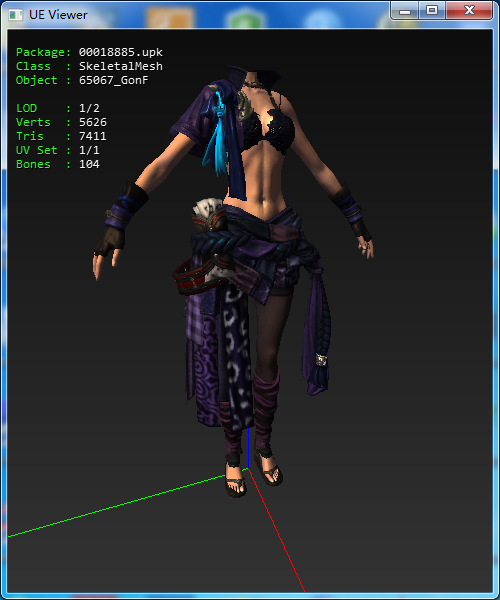 UE Viewer
Package: 00018885.upk
Class : SkeletalMesh
Object : 65067_GonF
LOD : 1/2
Verts : 5626
Tris : 7411
UV Set : 1/1
Bones : 104